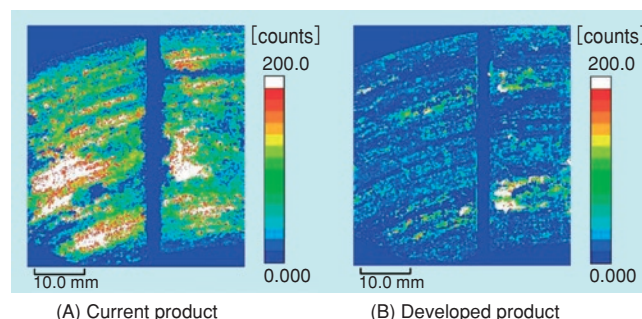 [counts]
200.0
0.000
10.0 mm
(A) Current product
[counts]
200.0
0.000
10.0 mm
(B) Developed product